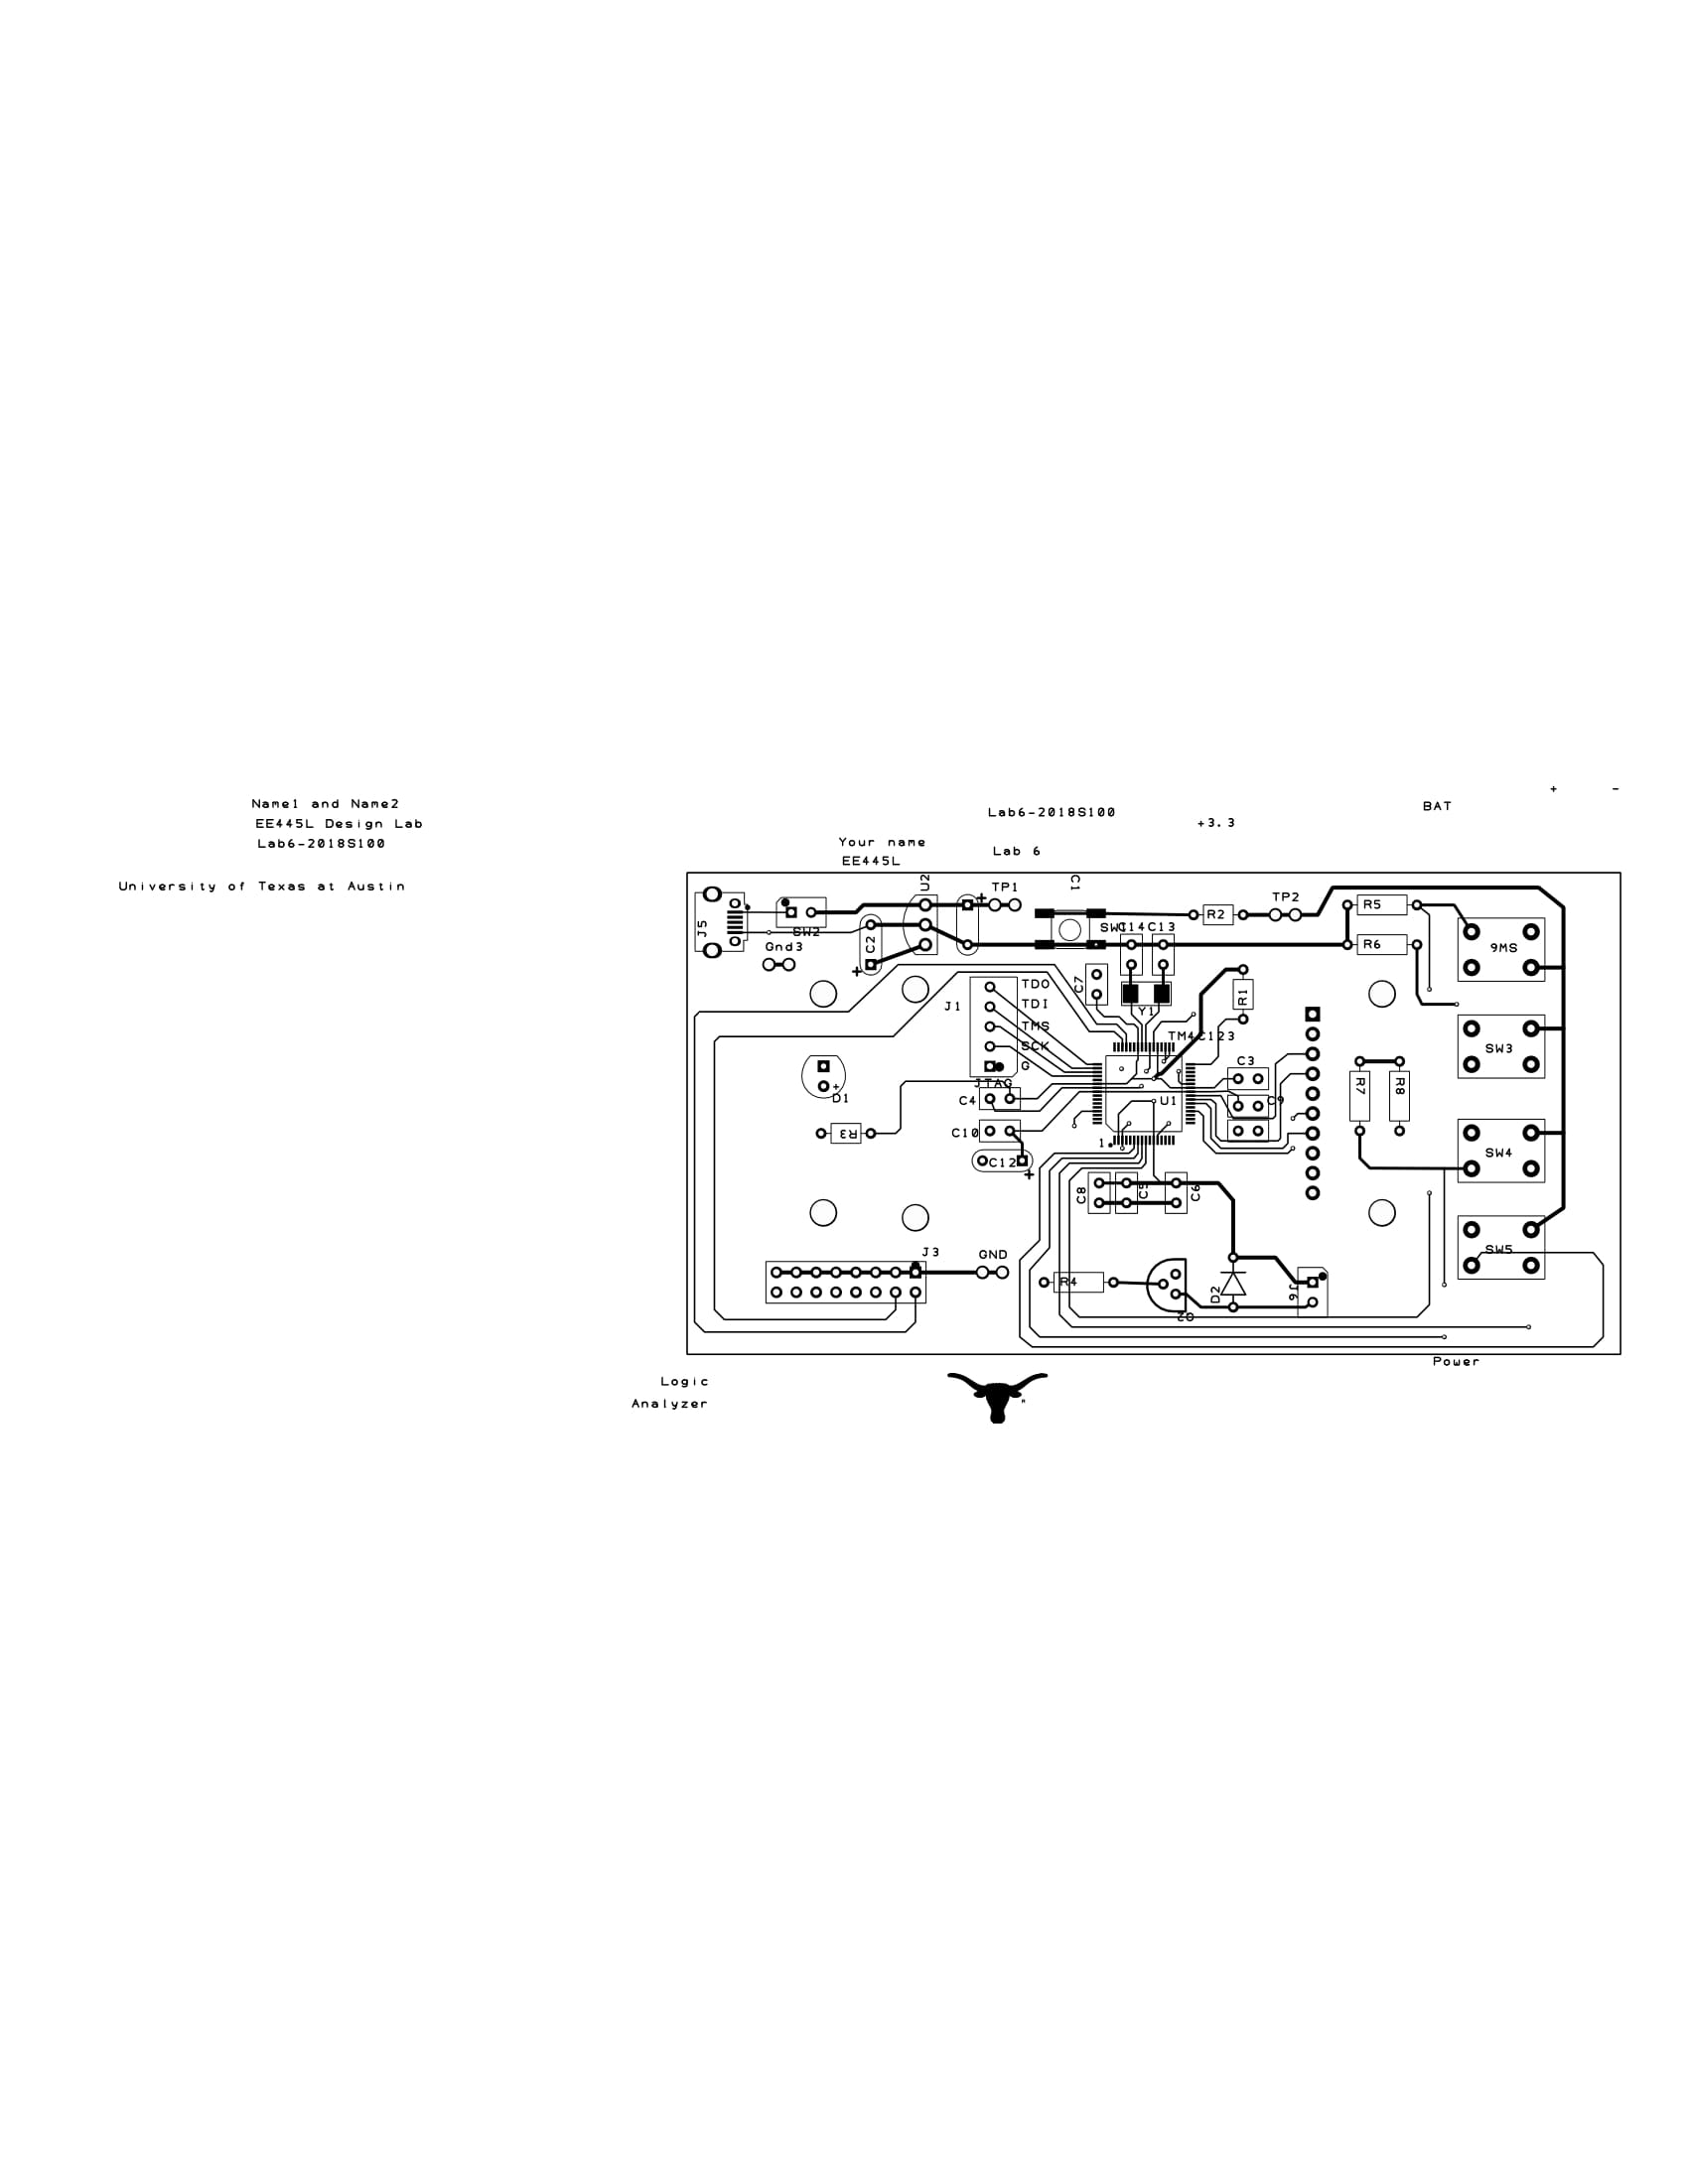 + -
Name1 and Name2
BAT
Lab6-2018S100
EE445L Design Lab
+3.3
Lab6-2018S100
Your name
Lab 6
EE445L
University of Texas at Austin
U2
+
TP1
C1
TP2
R5
R2
J5
SW2
C2
SW1
C14
C13
R6
9MS
Gnd3
+
TDO
C7
R1
J1
TDI
Y1
TMS
TM4C123
SCK
SW3
G
C3
JTAG
+
D1
R7
R8
C4
U1
C9
R3
C10
1
C12
SW4
+
C8
C5
C6
J3
GND
SW5
R4
D2
J6
Q2
Power
Logic
Analyzer